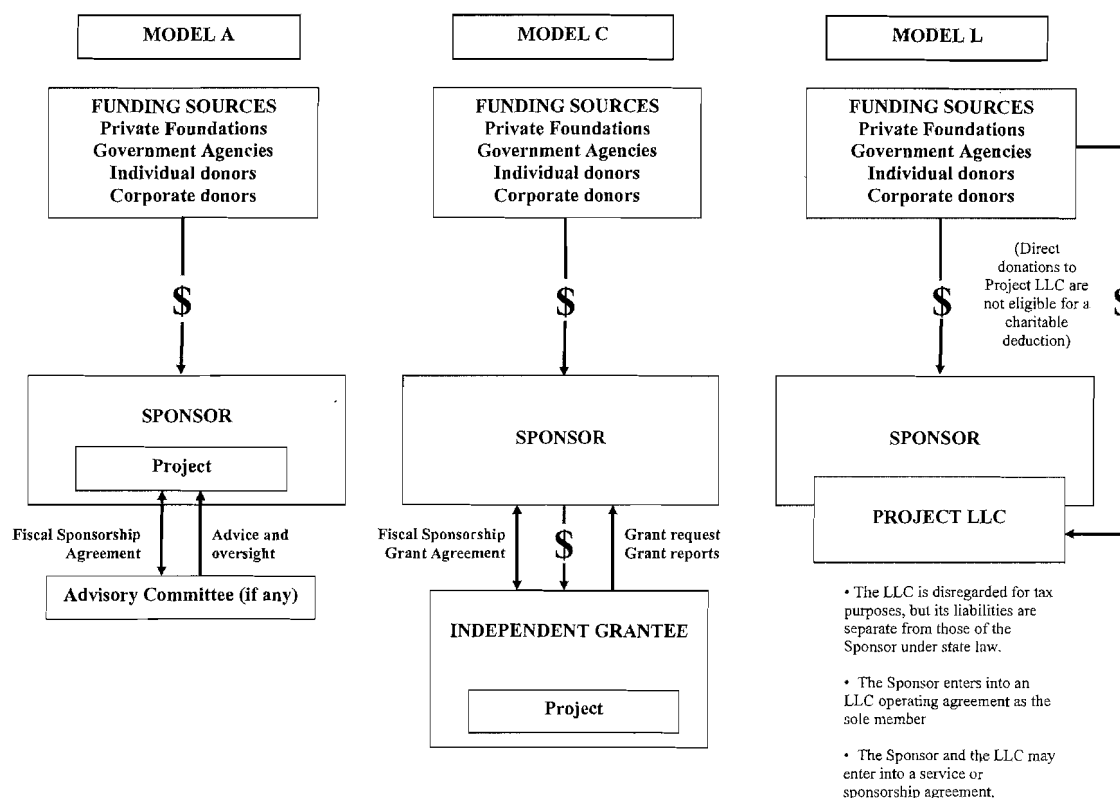 MODEL A
FUNDING SOURCES
Private Foundations
Government Agencies
Individual donors
Corporate donors
$
SPONSOR
Project
Fiscal Sponsorship
Agreement
Advice and
oversight
Advisory Committee (if any)
MODEL C
FUNDING SOURCES
Private Foundations
Government Agencies
Individual donors
Corporate donors
$
SPONSOR
Fiscal Sponsorship
Grant Agreement
$
Grant request
Grant reports
INDEPENDENT GRANTEE
Project
MODEL L
FUNDING SOURCES
Private Foundations
Government Agencies
Individual donors
Corporate donors
$
(Direct
donations to
Project LLC are
not eligible for a
charitable
deduction)
$
SPONSOR
PROJECT LLC
• The LLC is disregarded for tax
purposes, but its liabilities are
separate from those of the
Sponsor under state law.
• The Sponsor enters into an
LLC operating agreement as the
sole member
• The Sponsor and the LLC may
enter into a service or
sponsorship agreement,